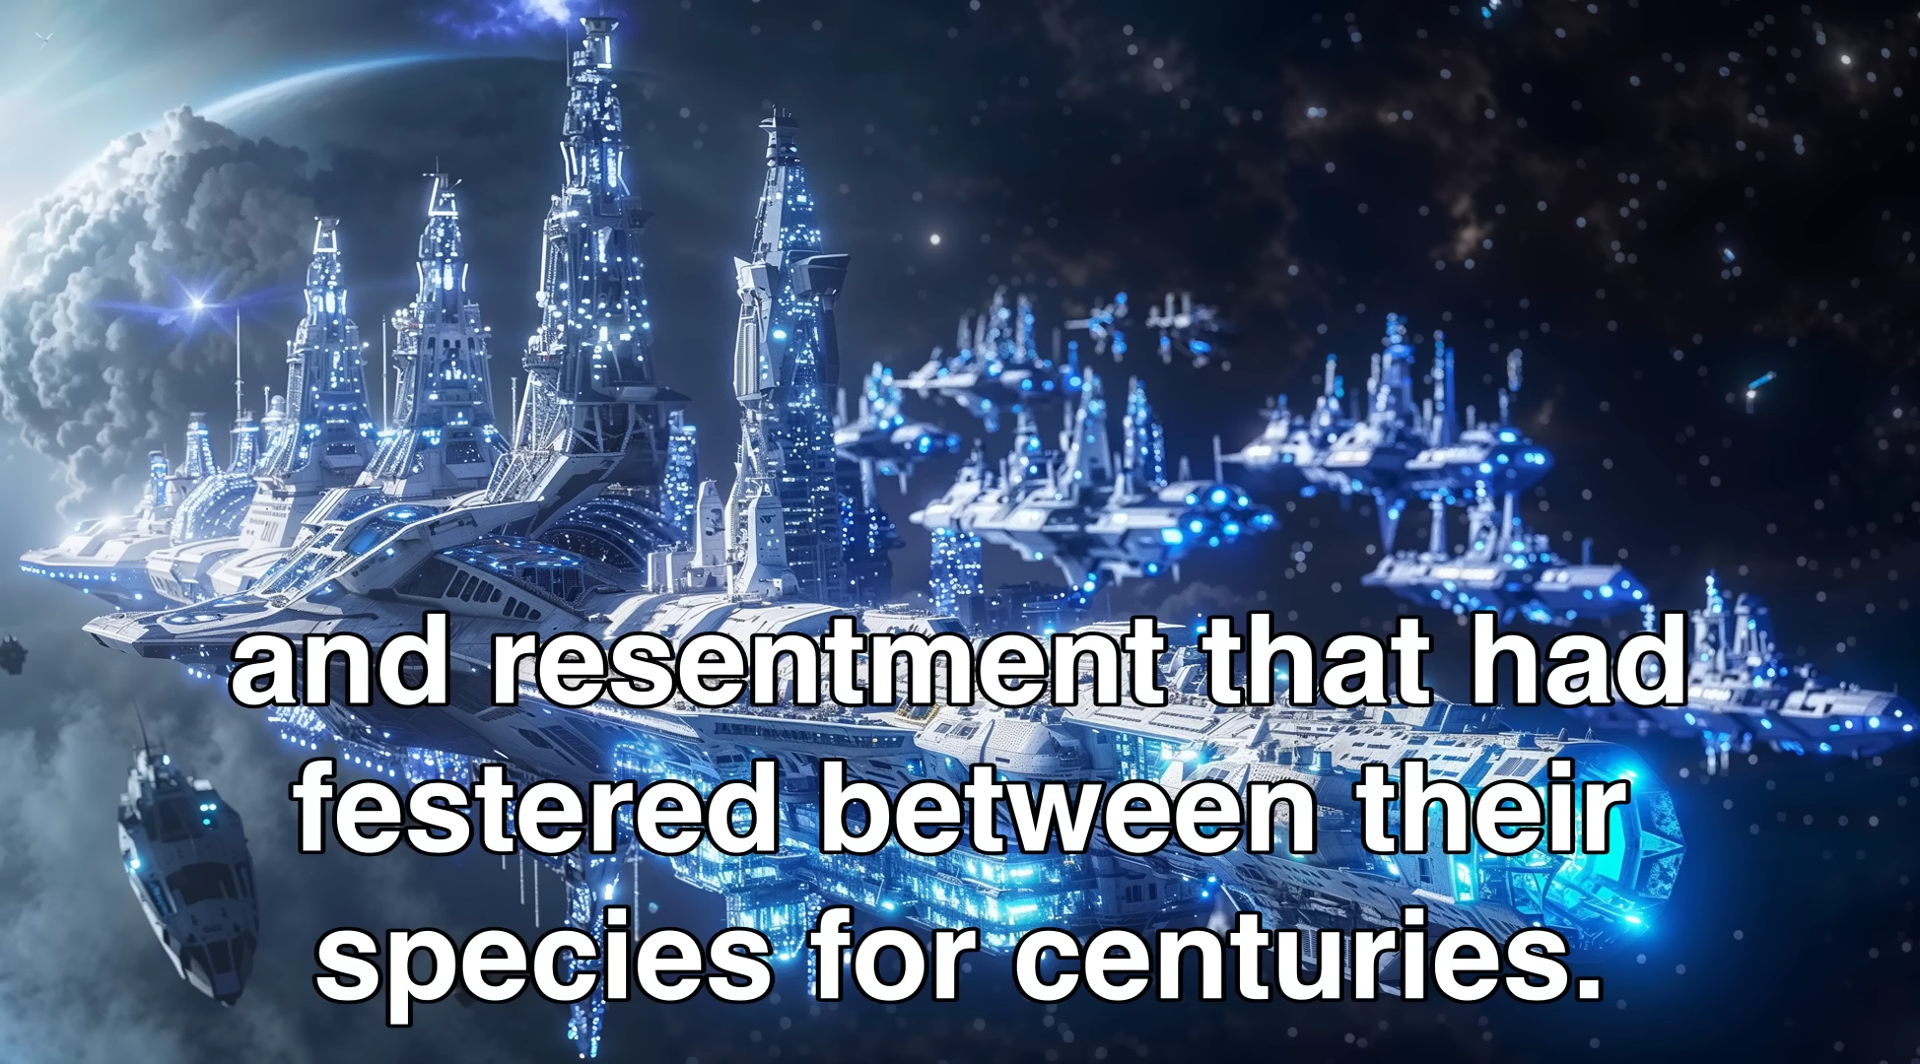 and resentment that had
festered between their
species for centuries.